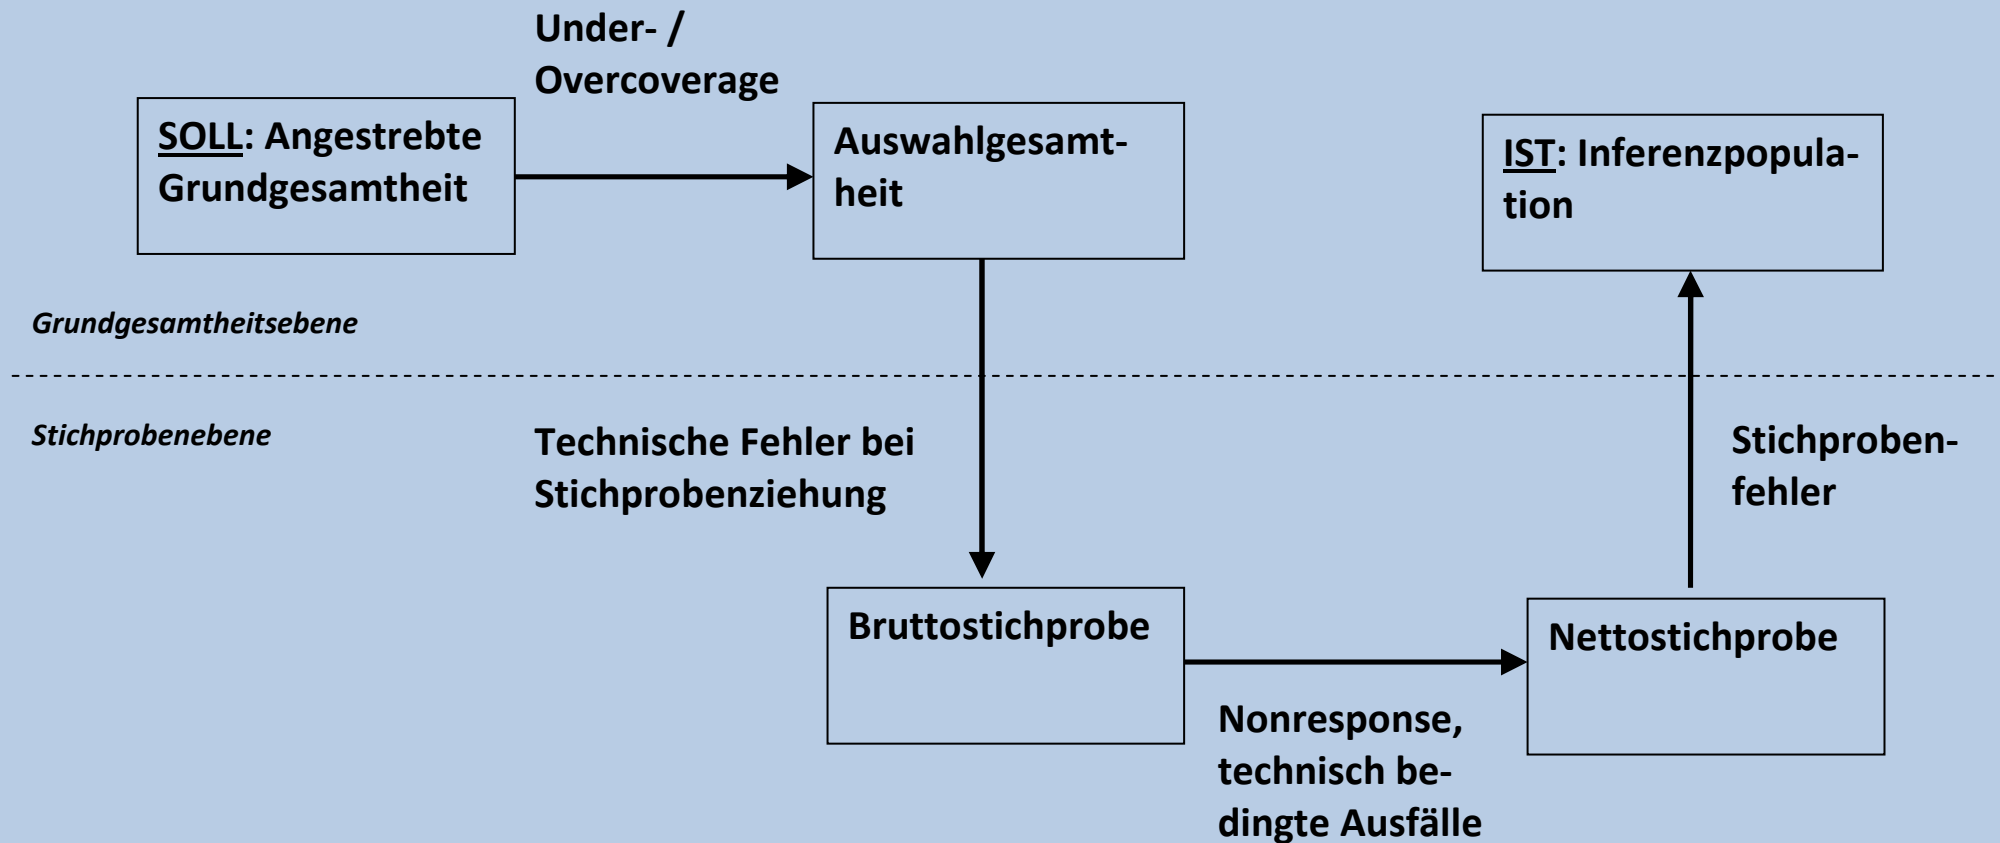 Under- /
Overcoverage
SOLL: Angestrebte
Grundgesamtheit
Auswahlgesamt-
heit
IST: Inferenzpopula-
tion
Grundgesamtheitsebene
Stichprobenebene
Technische Fehler bei
Stichprobenziehung
Stichproben-
fehler
Bruttostichprobe
Nettostichprobe
Nonresponse,
technisch be-
dingte Ausfälle